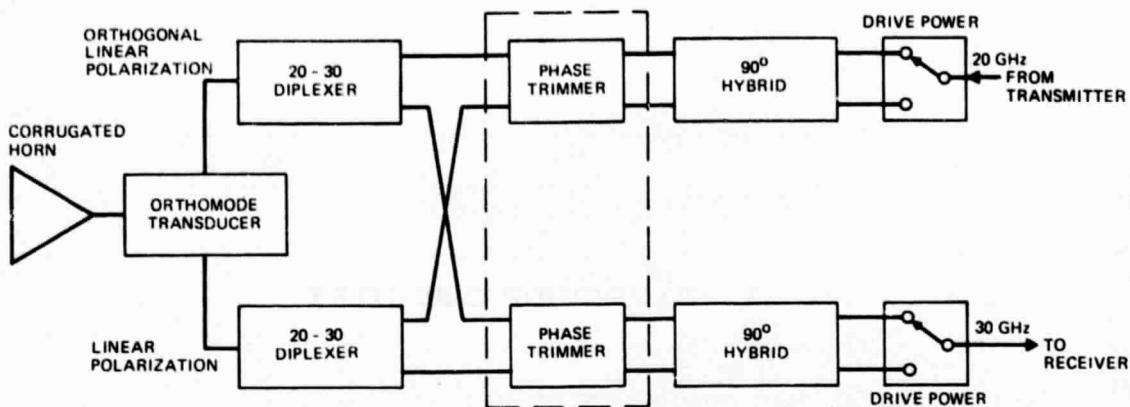 DRIVE POWER
ORTHOGONAL
LINEAR
POLARIZATION
20 - 30
DIPLEXER
PHASE
TRIMMER
90° 
HYBRID
20 GHz
FROM
TRANSMITTER
CORRUGATED
HORN
ORTHOMODE
TRANSDUCER
LINEAR
POLARIZATION
20 - 30
DIPLEXER
PHASE
TRIMMER
90°
HYBRID
30 GHz
TO
RECEIVER
DRIVE POWER